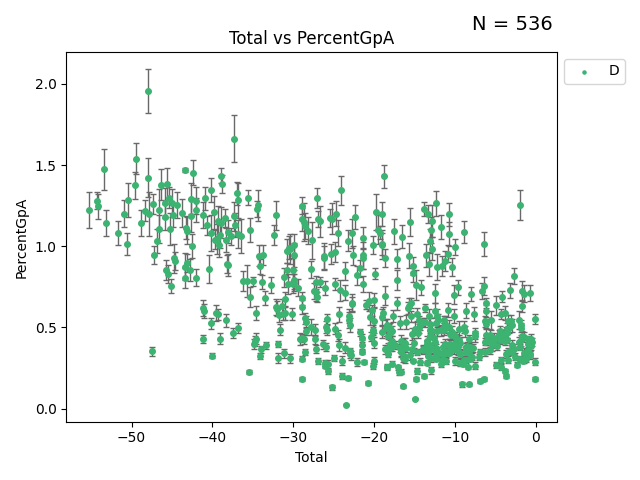 N = 536
Total vs PercentGpA
D
PercentGpA
2.0
1.5
1.0
0.5
0.0
−50 −40 −30 −20 −10 0
Total